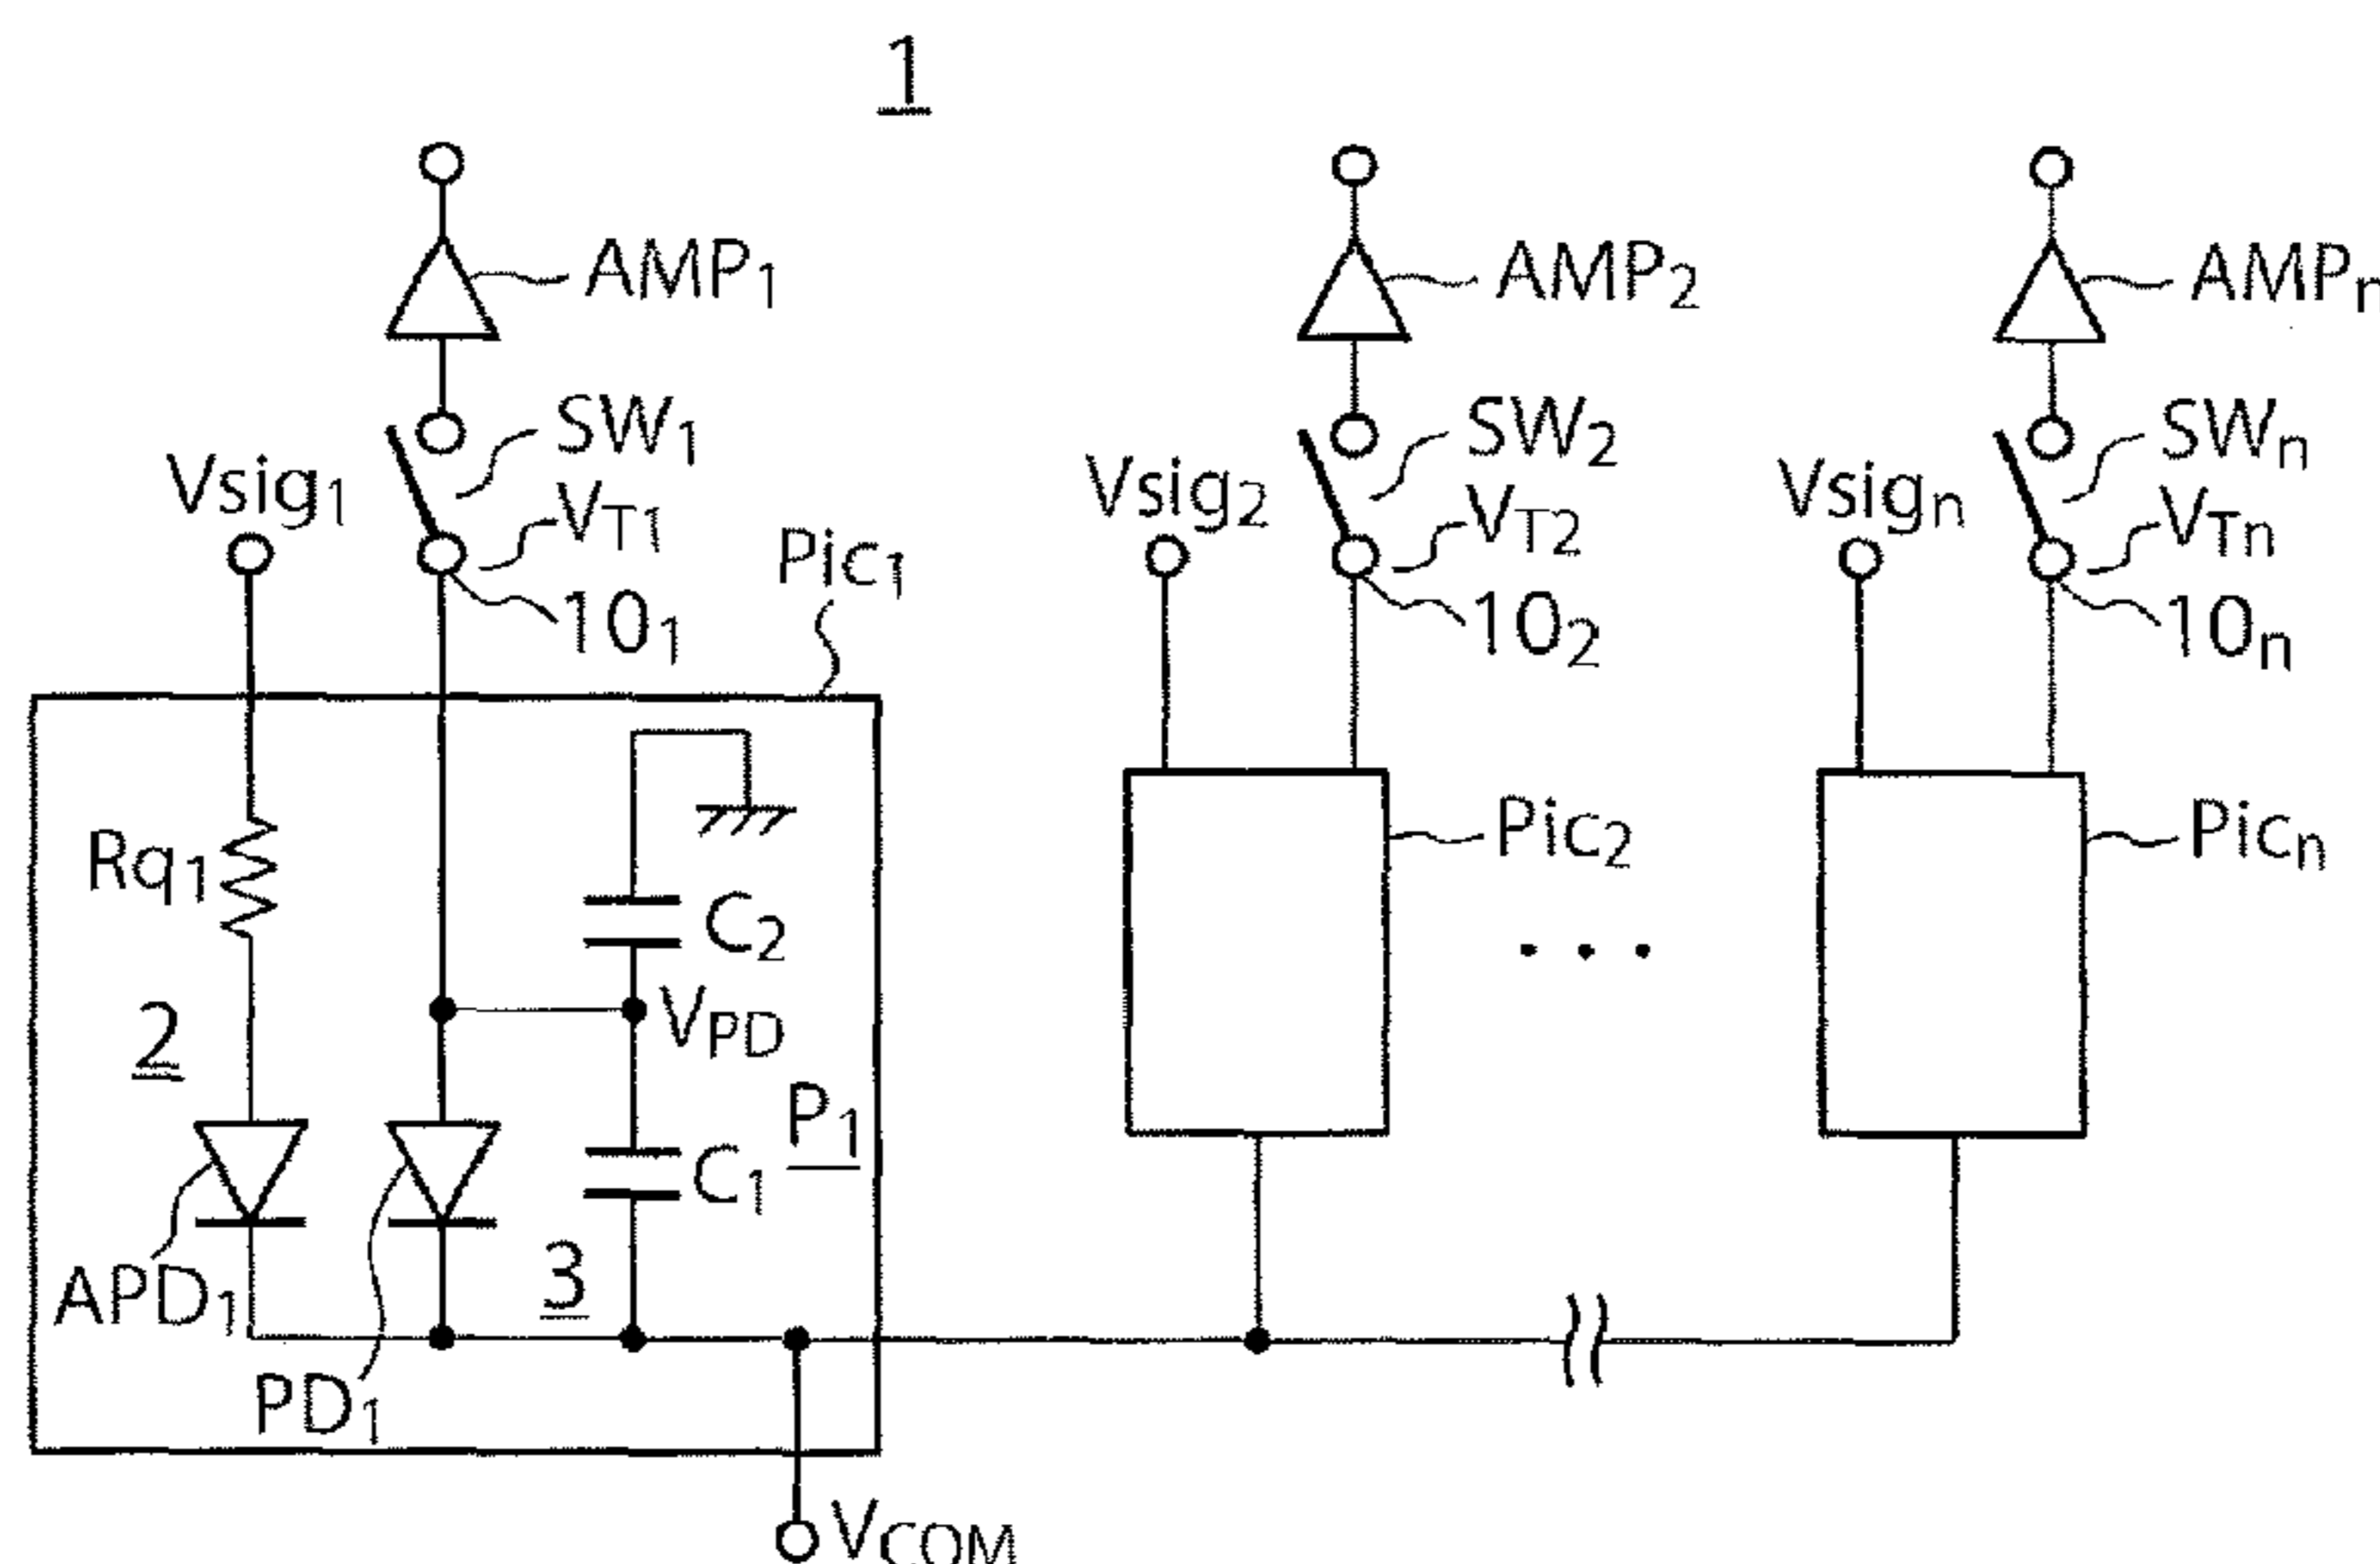 1
AMP1 AMP2 AMPn
SW1 SW2 SWn
Vsig1 VT1 Vsig2 VT2 Vsign VTn
Pic1
101 102 10n
Rq1 C2 Pic2 Picn
2 VPD • • •
P1
C1
APD1 3
PD1
VCOM